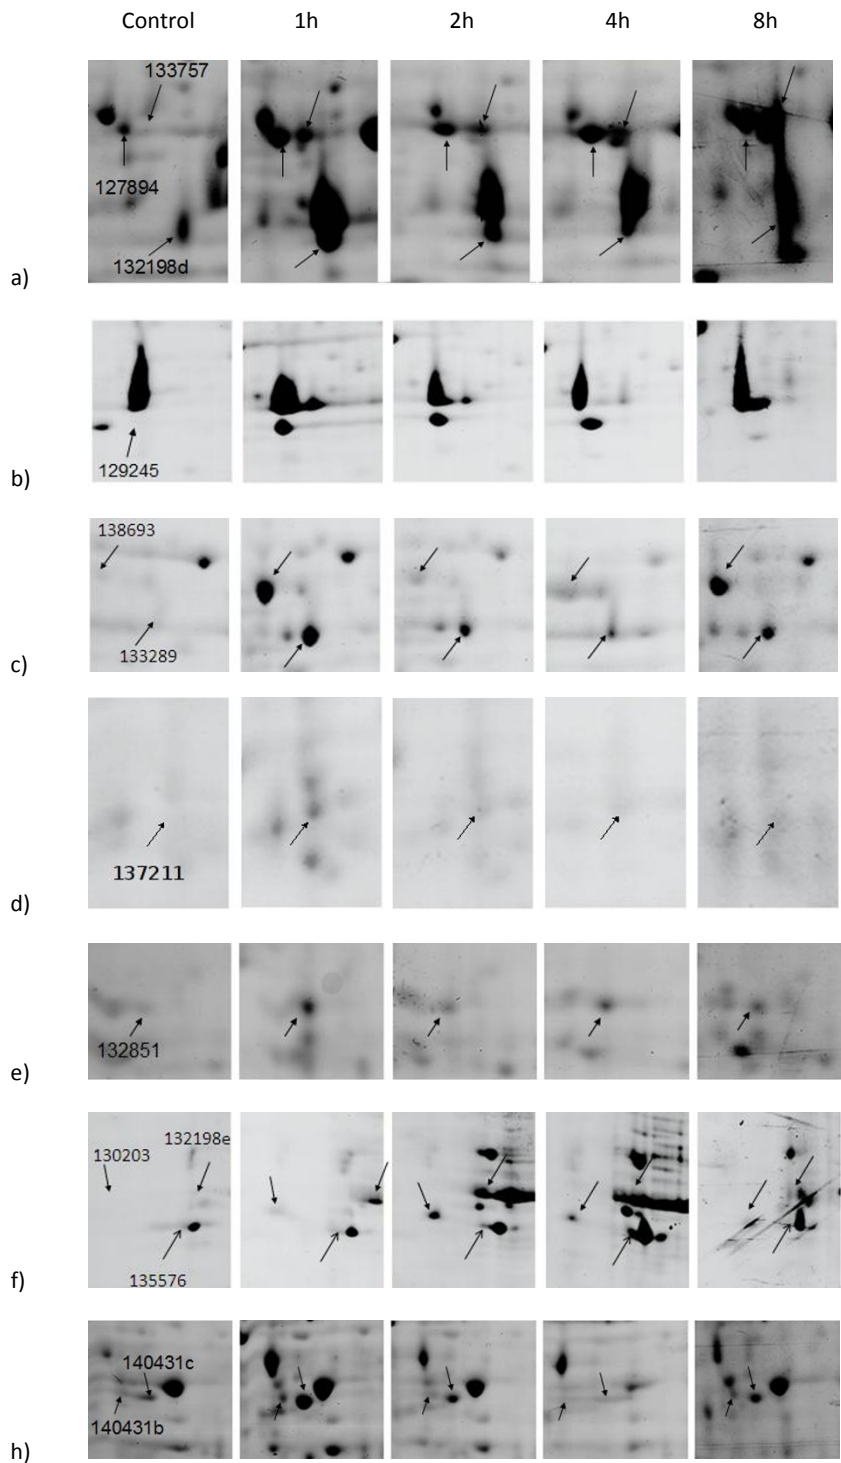 Control 1h 2h 4h 8h
133757
127894
132198d
a)
129245
b)
138693
133289
c)
137211
d)
132851
e)
132198e
130203
135576
f)
140431c
140431b
h)